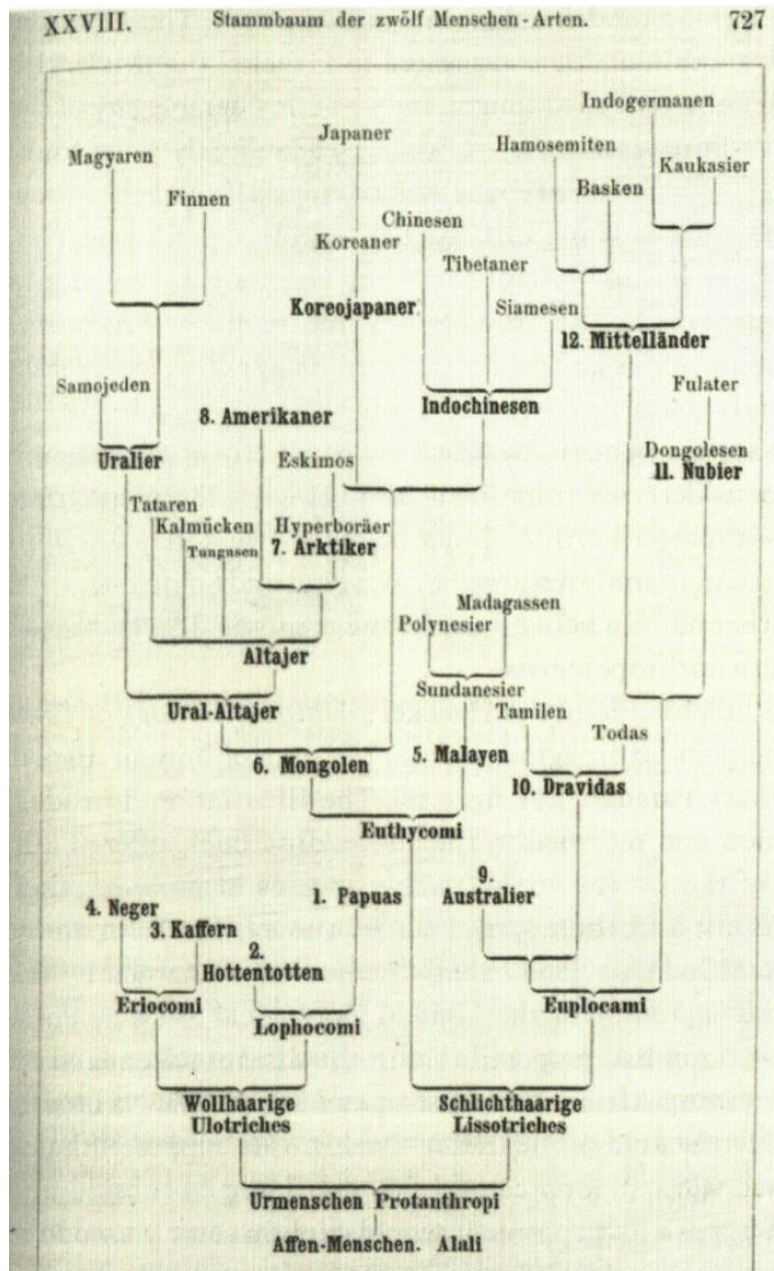 XXVIII. Stammbaum der zwölf Menschen-Arten. 727
Indogermanen
Japaner
Hamosemiten
Magyaren
Kaukasier
Basken
Finnen
Chinesen
Koreaner
Tibetaner
Koreojapaner
Siamesen
12. Mittelländer
Samojeden
Fulater
Indochinesen
8. Amerikaner
Dongolesen
Uralier
Eskimos
11. Nubier
Tataren
Kalmücken
Hyperboräer
Tungusen
7. Arktiker
Madagassen
Polynesier
Altajer
Sundanesier
Ural-Altajer
Tamilen
Todas
6. Mongolen
5. Malayen
10. Dravidas
Euthycomi
9.
4. Neger
1. Papuas
Australier
3. Kaffern
2.
Hottentotten
Eriocomi
Euplocami
Lophocomi
Wollhaarige
Ulotriches
Schlichthaarige
Lissotriches
Urmenschen Protanthropi
Affen-Menschen. Alali